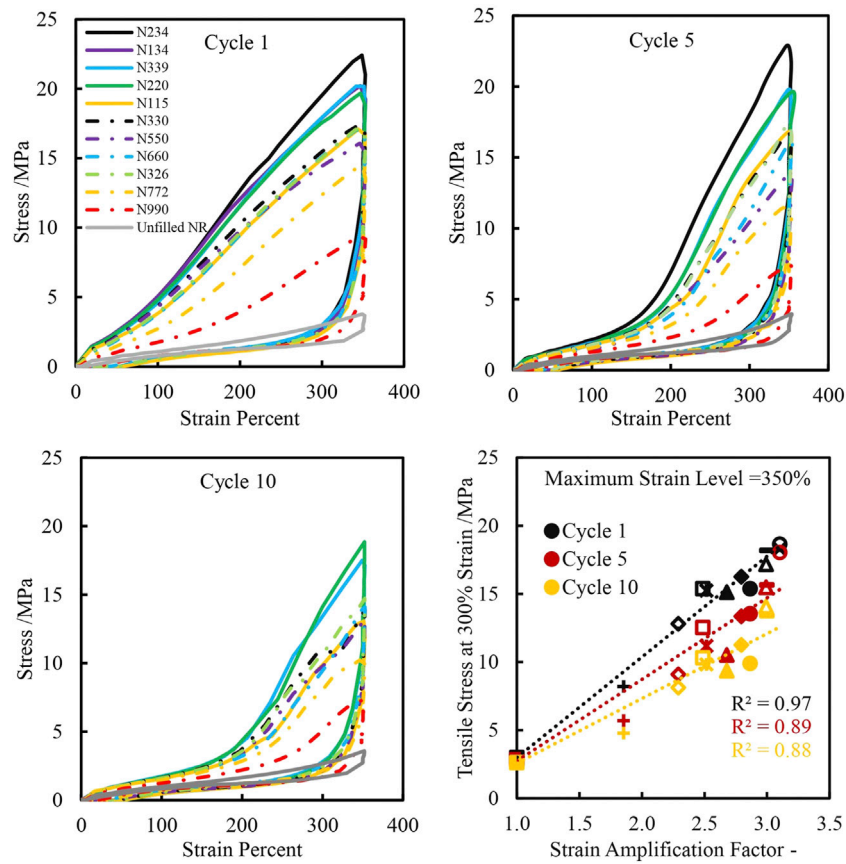 Cycle 1
25
20
15
10
5
0
Stress /MPa
N234
N134
N339
N220
N115
N330
N550
N660
N326
N772
N990
Unfilled NR
0 100 200 300 400
Strain Percent
Cycle 5
25
20
15
10
5
0
Stress /MPa
0 100 200 300 400
Strain Percent
Cycle 10
25
20
15
10
5
0
Stress /MPa
0 100 200 300 400
Strain Percent
Maximum Strain Level =350%
25
20
15
10
5
0
Tensile Stress at 300% Strain /MPa
Cycle 1
Cycle 5
Cycle 10
R² = 0.97
R² = 0.89
R² = 0.88
1.0 1.5 2.0 2.5 3.0 3.5
Strain Amplification Factor -